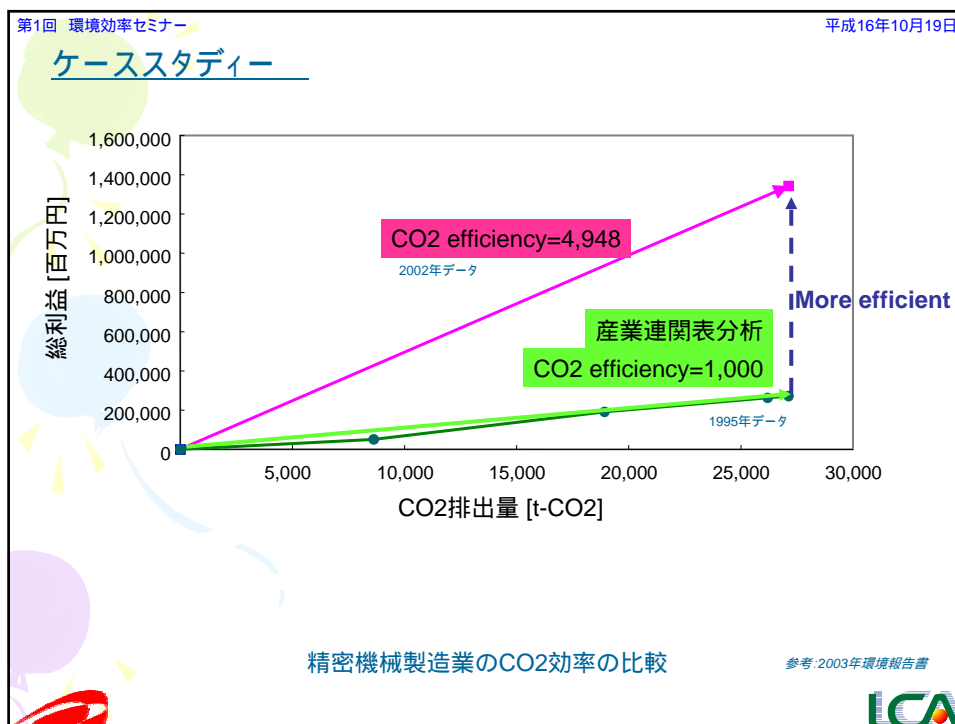 第1回 環境効率セミナー
平成16年10月19日
ケーススタディー
1,600,000
1,400,000
1,200,000
1,000,000
800,000
600,000
400,000
200,000
0
総利益 [百万円]
CO2 efficiency=4,948
2002年データ
More efficient
産業連関表分析
CO2 efficiency=1,000
1995年データ
5,000 10,000 15,000 20,000 25,000 30,000
CO2排出量 [t-CO2]
精密機械製造業のCO2効率の比較
参考:2003年環境報告書
LCA